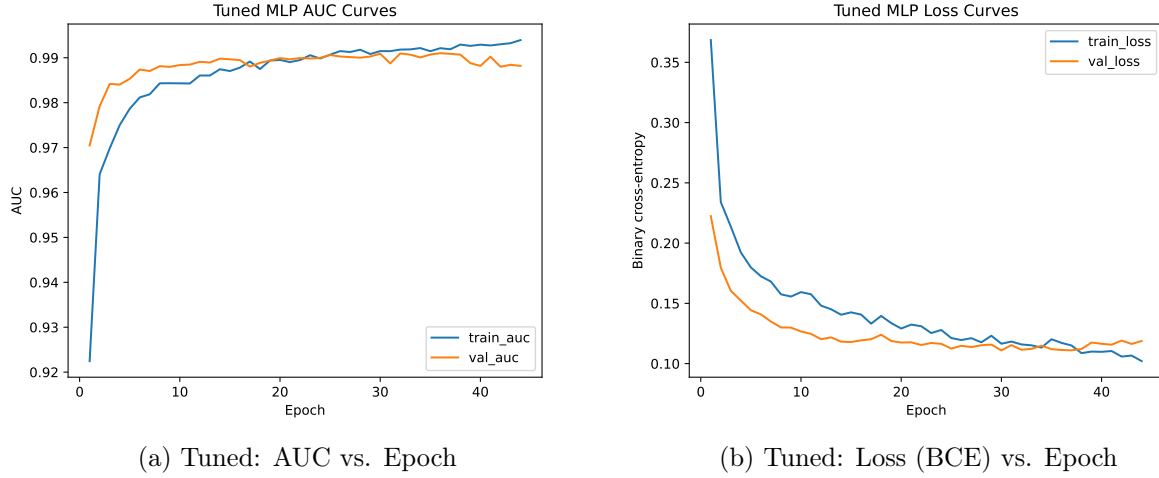 Tuned MLP AUC Curves
0.99
0.98
0.97
0.96
0.95
0.94
0.93
0.92
AUC
train_auc
val_auc
0
10
20
30
40
Epoch
(a) Tuned: AUC vs. Epoch
Tuned MLP Loss Curves
train_loss
val_loss
0.35
0.30
0.25
0.20
0.15
0.10
Binary cross-entropy
0
10
20
30
40
Epoch
(b) Tuned: Loss (BCE) vs. Epoch